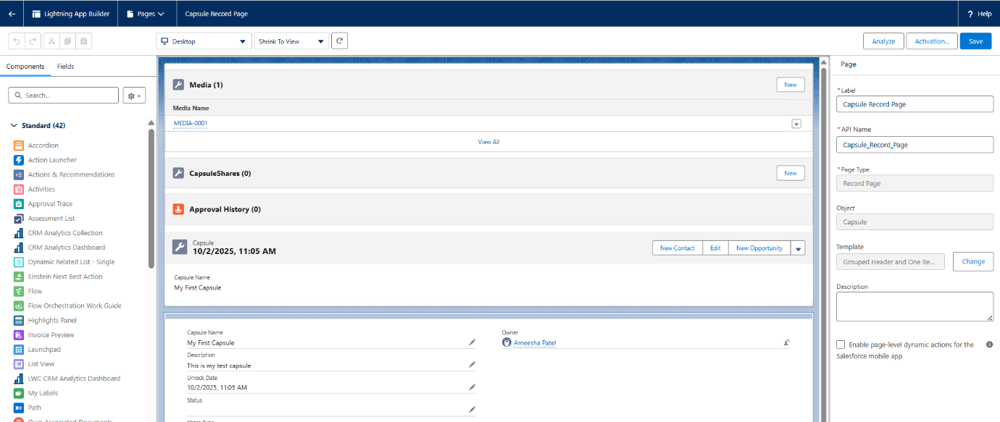 Lightning App Builder
Pages
Capsule Record Page
? Help
Desktop
Shrink To View
Analyze
Activation...
Save
Components
Fields
Search...
Standard (42)
Accordion
Action Launcher
Actions & Recommendations
Activities
Approval Trace
Assessment List
CRM Analytics Collection
CRM Analytics Dashboard
Dynamic Related List - Single
Einstein Next Best Action
Flow
Flow Orchestration Work Guide
Highlights Panel
Invoice Preview
Launchpad
List View
LWC CRM Analytics Dashboard
My Labels
Path
Quip Associated Documents
Media (1)
New
Media Name
MEDIA-0001
View All
CapsuleShares (0)
New
Approval History (0)
Capsule
10/2/2025, 11:05 AM
New Contact
Edit
New Opportunity
Capsule Name
My First Capsule
Capsule Name
My First Capsule
Owner
Ameesha Patel
Description
This is my test capsule
Unlock Date
10/2/2025, 11:05 AM
Status
Share Type
Page
*Label
Capsule Record Page
*API Name
Capsule_Record_Page
*Page Type
Record Page
Object
Capsule
Template
Grouped Header and One Re...
Change
Description
Enable page-level dynamic actions for the
Salesforce mobile app